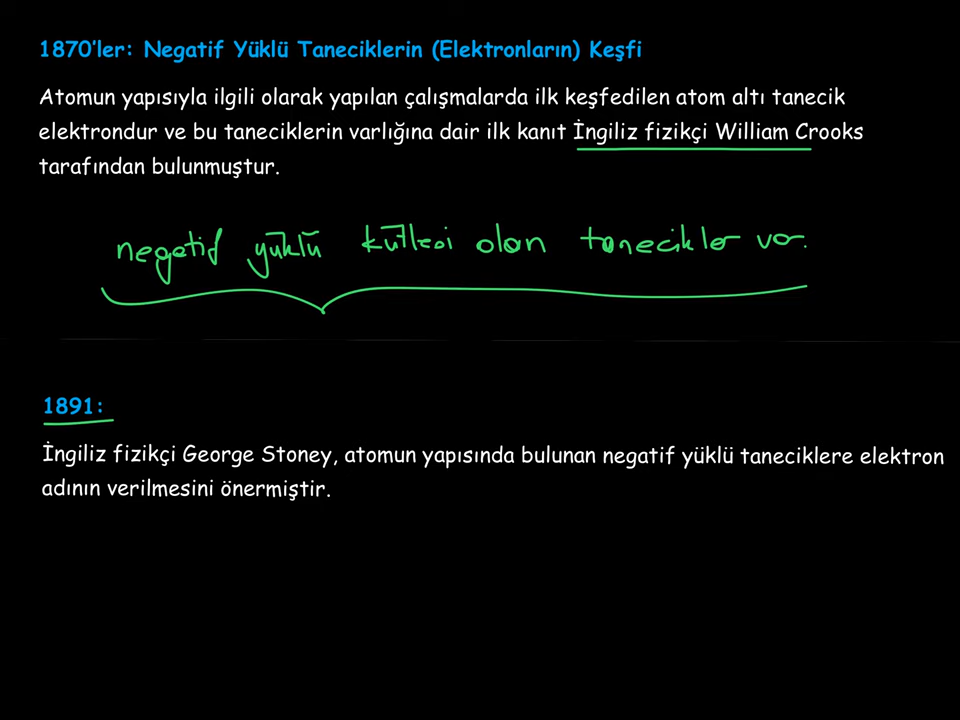 1870’ler: Negatif Yüklü Taneciklerin (Elektronların) Keşfi
Atomun yapısıyla ilgili olarak yapılan çalışmalarda ilk keşfedilen atom altı tanecik
elektrondur ve bu taneciklerin varlığına dair ilk kanıt İngiliz fizikçi William Crooks
tarafından bulunmuştur.
negatif yüklü kütlesi olan tanecikler var.
1891:
İngiliz fizikçi George Stoney, atomun yapısında bulunan negatif yüklü taneciklere elektron
adının verilmesini önermiştir.